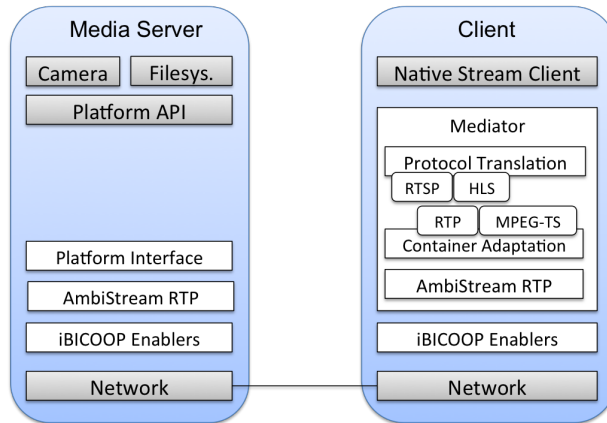 Media Server
Camera
Filesys.
Platform API
Platform Interface
AmbiStream RTP
iBICOOP Enablers
Network
Client
Native Stream Client
Mediator
Protocol Translation
RTSP
HLS
RTP
MPEG-TS
Container Adaptation
AmbiStream RTP
iBICOOP Enablers
Network